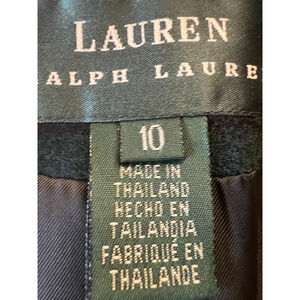 LAUREN
ALPH LAURE
10
MADE IN
THAILAND
HECHO EN
TAILANDIA
FABRIQUÉ EN
THAILANDE